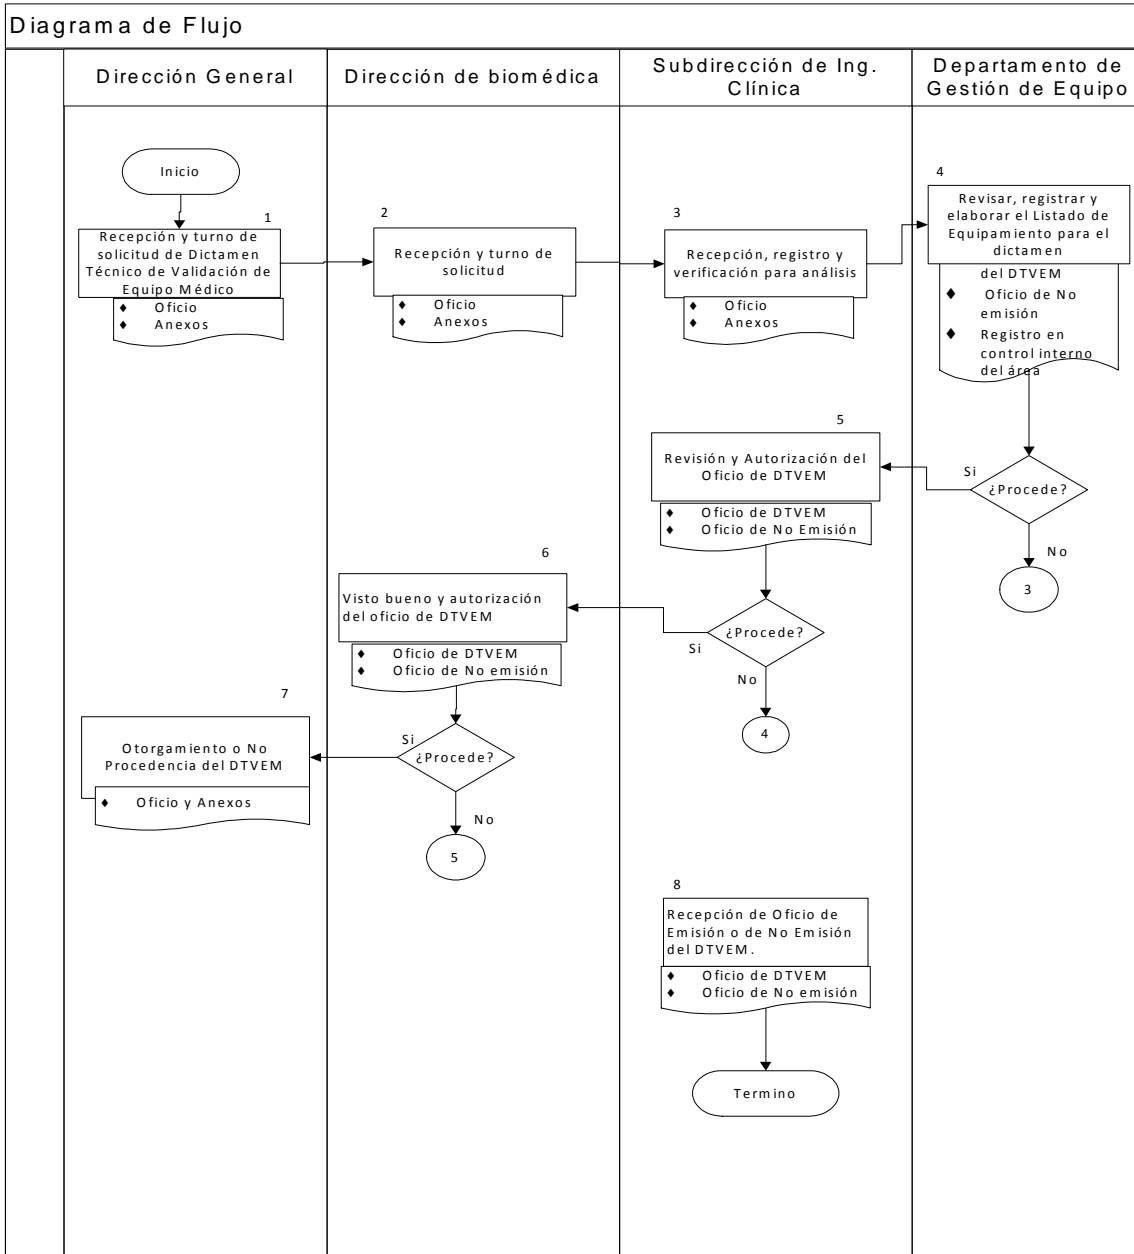 Diagrama de Flujo
Dirección General
Dirección de biomédica
Subdirección de Ing.
Clínica
Departamento de
Gestión de Equipo
Inicio
1
Recepción y turno de
solicitud de Dictamen
Técnico de Validación de
Equipo Médico
♦ Oficio
♦ Anexos
2
Recepción y turno de
solicitud
♦ Oficio
♦ Anexos
3
Recepción, registro y
verificación para análisis
♦ Oficio
♦ Anexos
4
Revisar, registrar y
elaborar el Listado de
Equipamiento para el
dictamen
del DTVEM
♦ Oficio de No
emisión
♦ Registro en
control interno
del área
¿Procede?
Si
No
3
5
Revisión y Autorización del
Oficio de DTVEM
♦ Oficio de DTVEM
♦ Oficio de No Emisión
¿Procede?
Si
No
4
6
Visto bueno y autorización
del oficio de DTVEM
♦ Oficio de DTVEM
♦ Oficio de No emisión
¿Procede?
Si
No
5
7
Otorgamiento o No
Procedencia del DTVEM
♦ Oficio y Anexos
8
Recepción de Oficio de
Emisión o de No Emisión
del DTVEM.
♦ Oficio de DTVEM
♦ Oficio de No emisión
Termino